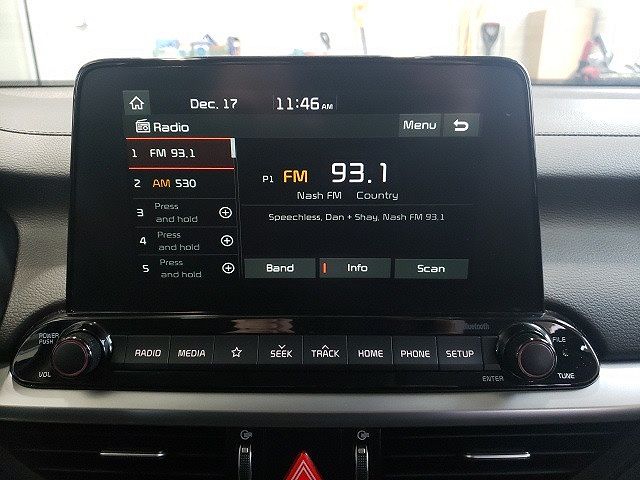 Dec. 17 11:46 AM
Radio Menu
1 FM 93.1
2 AM 530
3 Press and hold
4 Press and hold
5 Press and hold
P1 FM 93.1
Nash FM Country
Speechless, Dan + Shay, Nash FM 93.1
Band Info Scan
Bluetooth
POWER
PUSH
VOL
RADIO MEDIA SEEK TRACK HOME PHONE SETUP
FILE
TUNE
ENTER